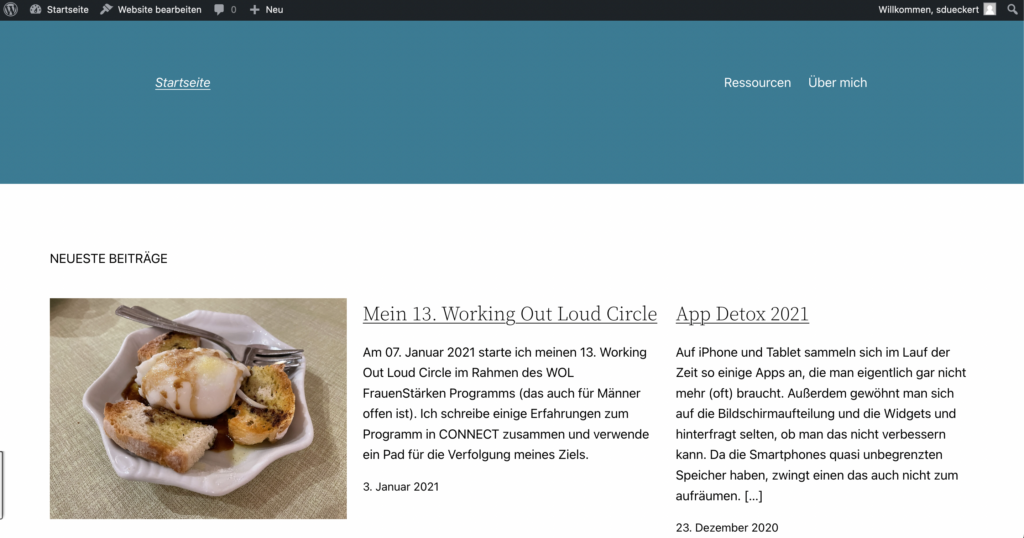 Startseite Website bearbeiten 0 Neu Willkommen, sdueckert
Startseite Ressourcen Über mich
NEUESTE BEITRÄGE
Mein 13. Working Out Loud Circle
Am 07. Januar 2021 starte ich meinen 13. Working
Out Loud Circle im Rahmen des WOL
FrauenStärken Programms (das auch für Männer
offen ist). Ich schreibe einige Erfahrungen zum
Programm in CONNECT zusammen und verwende
ein Pad für die Verfolgung meines Ziels.
3. Januar 2021
App Detox 2021
Auf iPhone und Tablet sammeln sich im Lauf der
Zeit so einige Apps an, die man eigentlich gar nicht
mehr (oft) braucht. Außerdem gewöhnt man sich
auf die Bildschirmaufteilung und die Widgets und
hinterfragt selten, ob man das nicht verbessern
kann. Da die Smartphones quasi unbegrenzten
Speicher haben, zwingt einen das auch nicht zum
aufräumen. [...]
23. Dezember 2020